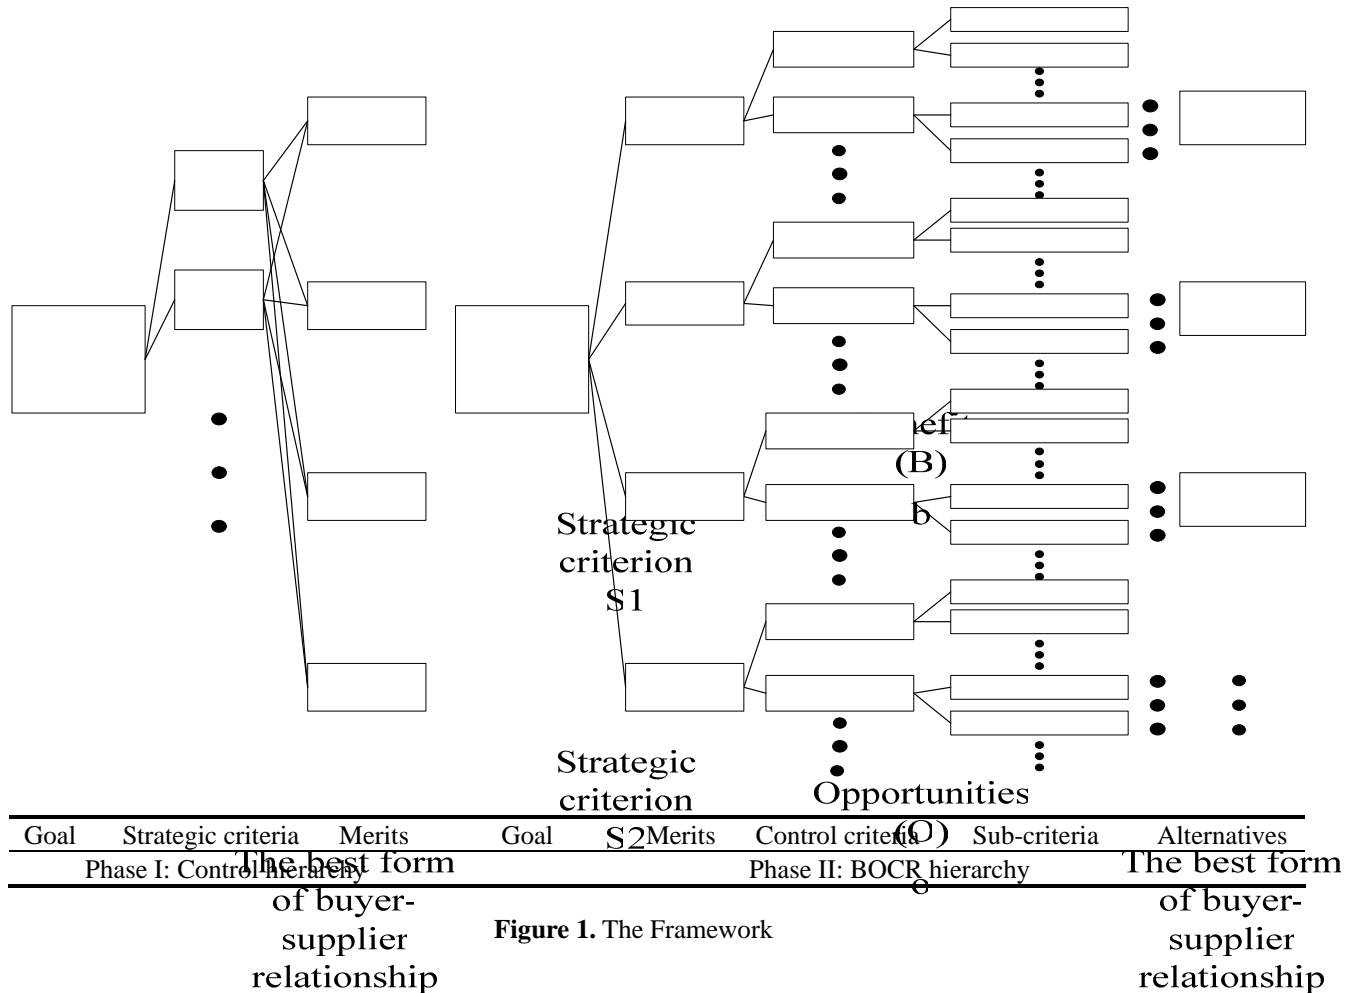 (B)
b
Strategic
criterion
S1
Strategic
criterion
S2
Opportunities
(O)
Goal Strategic criteria Merits Goal Merits Control criteria Sub-criteria Alternatives
Phase I: Control hierarchy Phase II: BOCR hierarchy
The best form
of buyer-
supplier
relationship
The best form
of buyer-
supplier
relationship
Figure 1. The Framework